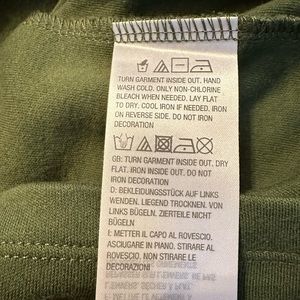 TURN GARMENT INSIDE OUT. HAND
WASH COLD. ONLY NON-CHLORINE
BLEACH WHEN NEEDED. LAY FLAT
TO DRY. COOL IRON IF NEEDED. IRON
ON REVERSE SIDE. DO NOT IRON
DECORATION
GB: TURN GARMENT INSIDE OUT, DRY
FLAT. IRON INSIDE OUT. DO NOT
IRON DECORATION
D: BEKLEIDUNGSSTÜCK AUF LINKS
WENDEN. LIEGEND TROCKNEN. VON
LINKS BÜGELN. ZIERTEILE NICHT
BÜGELN
I: METTER IL CAPO AL ROVESCIO.
ASCIUGARE IN PIANO. STIRARE AL
ROVESCIO. NON STIRARE LE
DECORAZIONI